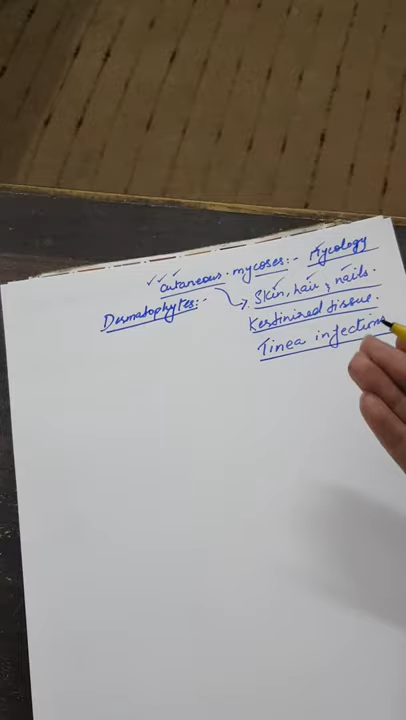 cutaneous mycoses:- Mycology
Dermatophytes:- Skin, hair, nails.
Keratinized tissue.
Tinea infections